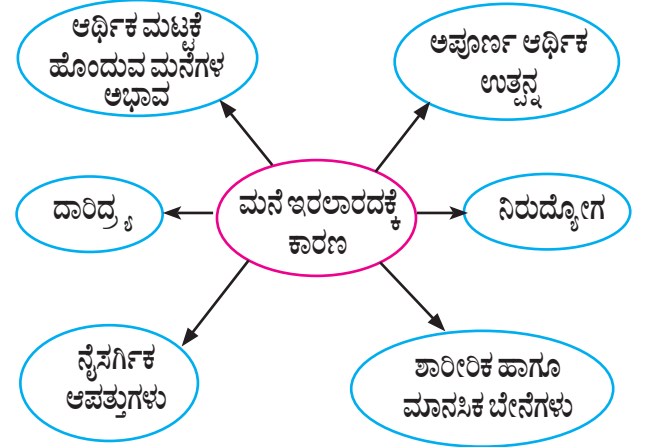 ಆರ್ಥಿಕ ಮಟ್ಟಕ್ಕೆ
ಹೊಂದುವ ಮನೆಗಳ
ಅಭಾವ
ಅಪೂರ್ಣ ಆರ್ಥಿಕ
ಉತ್ಪನ್ನ
ದಾರಿದ್ರ್ಯ
ಮನೆ ಇರಲಾರದಕ್ಕೆ
ಕಾರಣ
ನಿರುದ್ಯೋಗ
ನೈಸರ್ಗಿಕ
ಆಪತ್ತುಗಳು
ಶಾರೀರಿಕ ಹಾಗೂ
ಮಾನಸಿಕ ಬೇನೆಗಳು